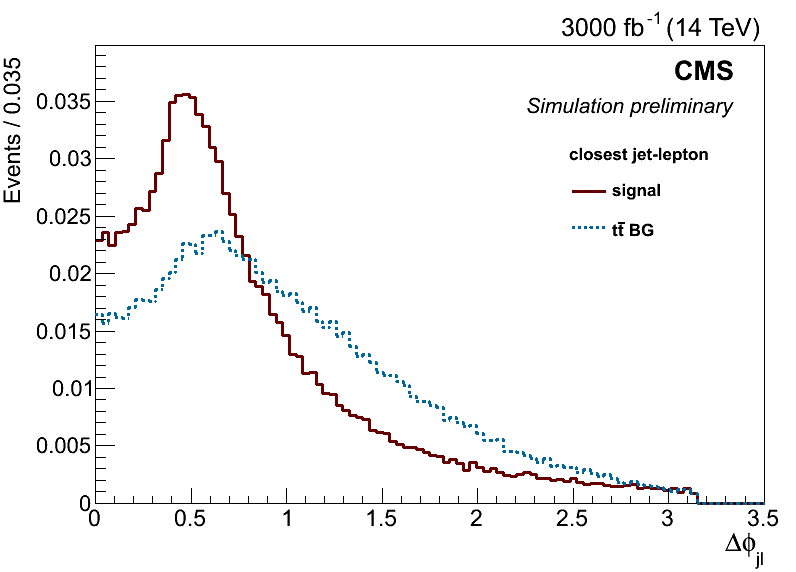 3000 fb⁻¹ (14 TeV)
Events / 0.035
CMS
Simulation preliminary
closest jet-lepton
signal
tt̄ BG
0.035
0.03
0.025
0.02
0.015
0.01
0.005
0
0 0.5 1 1.5 2 2.5 3 3.5
Δϕjl